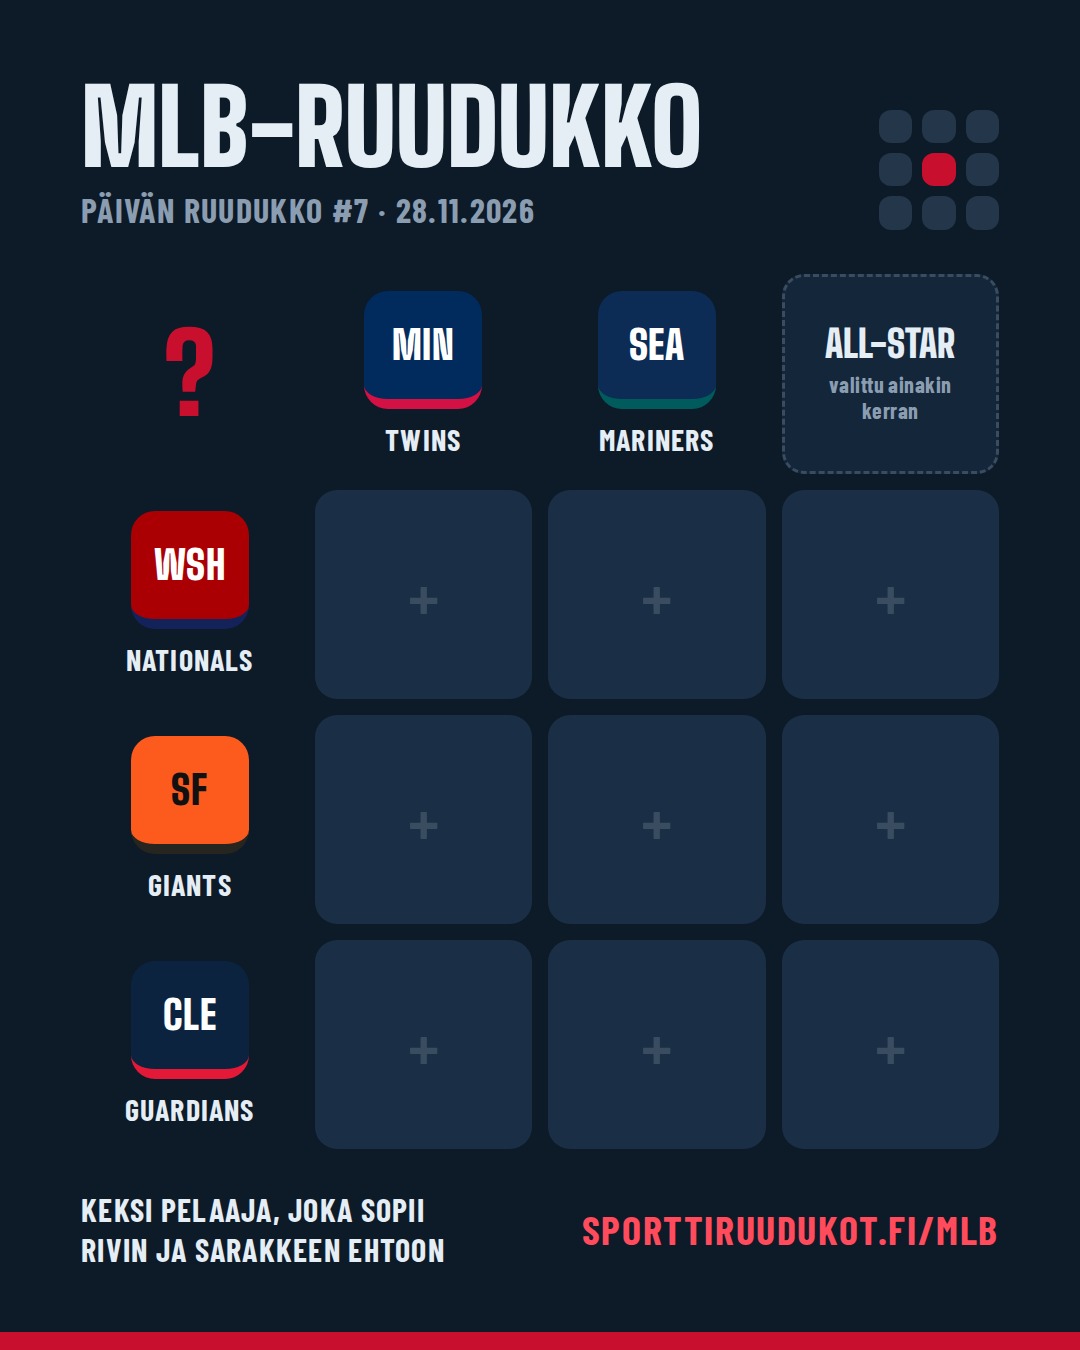 MLB-RUUDUKKO
PÄIVÄN RUUDUKKO #7 · 28.11.2026
?
MIN
TWINS
SEA
MARINERS
ALL-STAR
valittu ainakin
kerran
WSH
NATIONALS
+ + +
SF
GIANTS
+ + +
CLE
GUARDIANS
+ + +
KEKSI PELAAJA, JOKA SOPII
RIVIN JA SARAKKEEN EHTOON
SPORTTIRUUDUKOT.FI/MLB